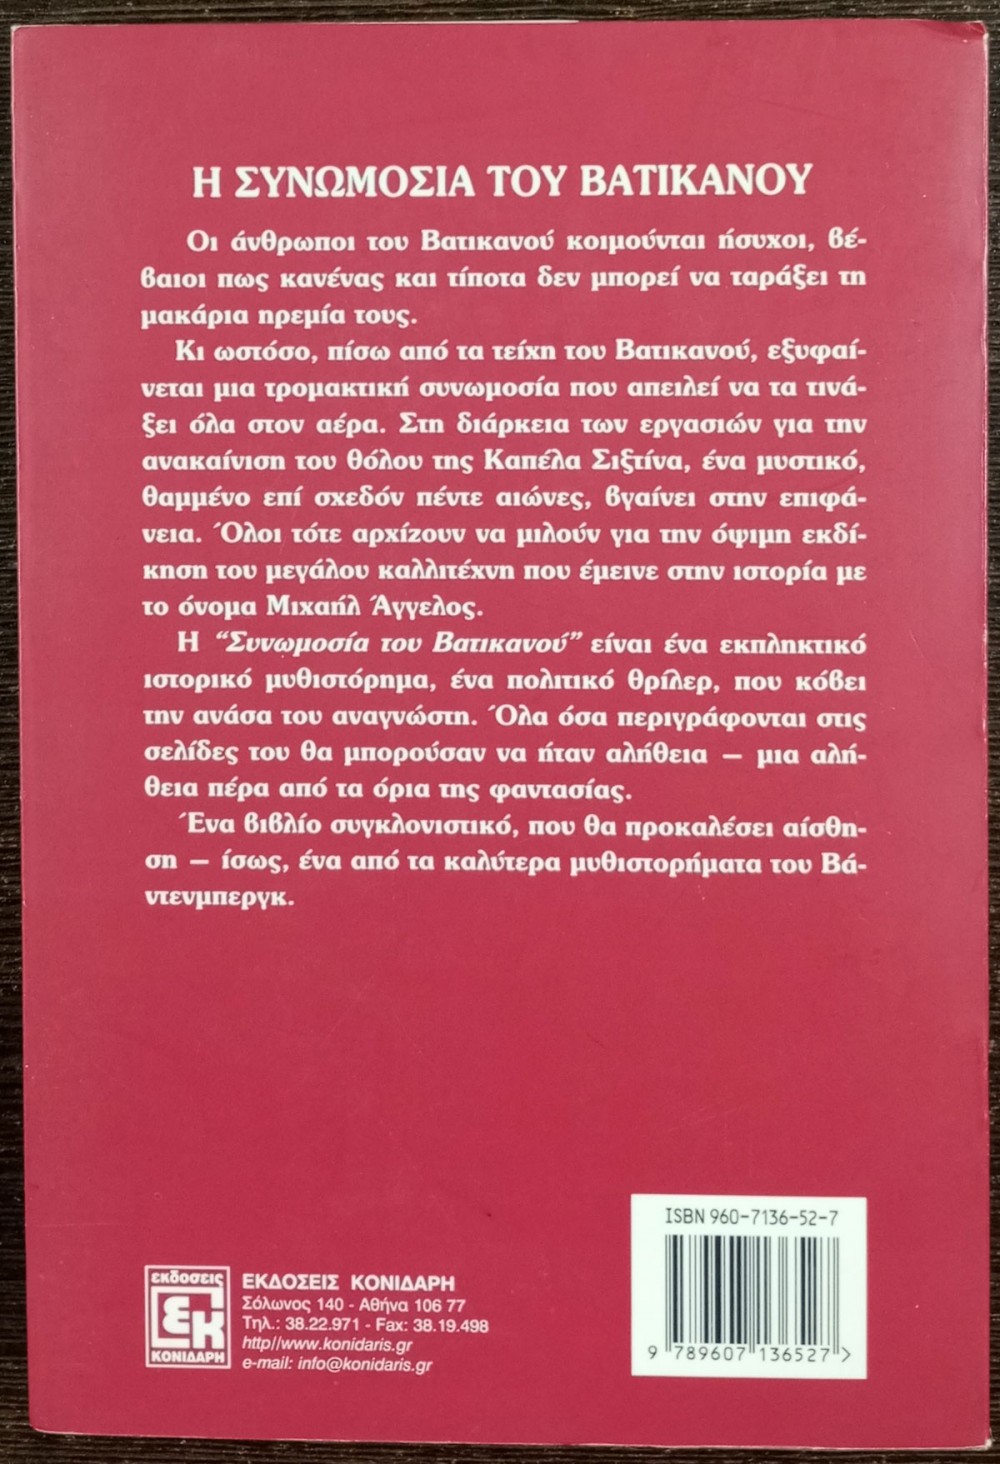 Η ΣΥΝΩΜΟΣΙΑ ΤΟΥ ΒΑΤΙΚΑΝΟΥ
Οι άνθρωποι του Βατικανού κοιμούνται ήσυχοι, βέ-
βαιοι πως κανένας και τίποτα δεν μπορεί να ταράξει τη
μακάρια ηρεμία τους.
Κι ωστόσο, πίσω από τα τείχη του Βατικανού, εξυφαί-
νεται μια τρομακτική συνωμοσία που απειλεί να τα τινά-
ξει όλα στον αέρα. Στη διάρκεια των εργασιών για την
ανακαίνιση του θόλου της Καπέλα Σιξτίνα, ένα μυστικό,
θαμμένο επί σχεδόν πέντε αιώνες, βγαίνει στην επιφά-
νεια. Όλοι τότε αρχίζουν να μιλούν για την όψιμη εκδί-
κηση του μεγάλου καλλιτέχνη που έμεινε στην ιστορία με
το όνομα Μιχαήλ Άγγελος.
Η “Συνωμοσία του Βατικανού” είναι ένα εκπληκτικό
ιστορικό μυθιστόρημα, ένα πολιτικό θρίλερ, που κόβει
την ανάσα του αναγνώστη. Όλα όσα περιγράφονται στις
σελίδες του θα μπορούσαν να ήταν αλήθεια – μια αλή-
θεια πέρα από τα όρια της φαντασίας.
Ένα βιβλίο συγκλονιστικό, που θα προκαλέσει αίσθη-
ση – ίσως, ένα από τα καλύτερα μυθιστορήματα του Βά-
ντενμπεργκ.
ISBN 960-7136-52-7
9 789607 136527 >
εκδοσεις
ΕΚ
ΚΟΝΙΔΑΡΗ
ΕΚΔΟΣΕΙΣ ΚΟΝΙΔΑΡΗ
Σόλωνος 140 - Αθήνα 106 77
Τηλ.: 38.22.971 - Fax: 38.19.498
http//www.konidaris.gr
e-mail: info@konidaris.gr